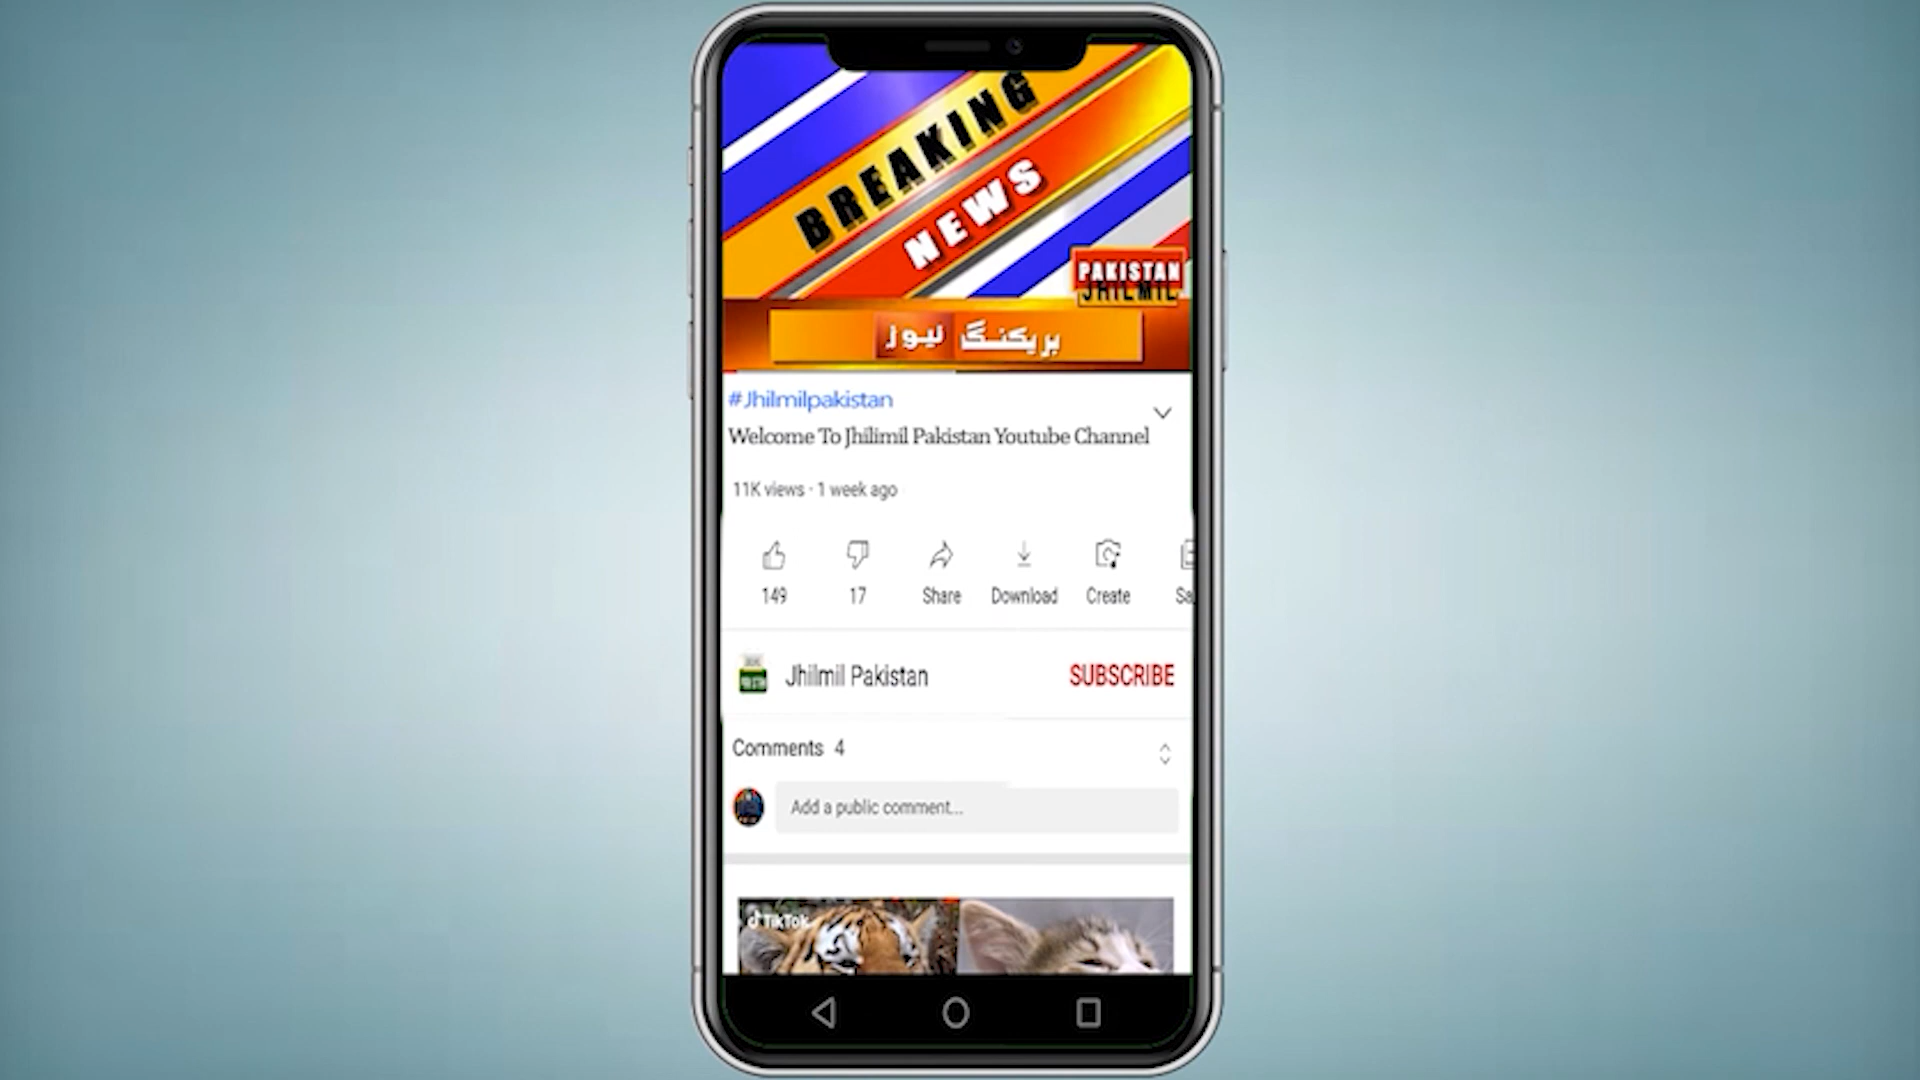 BREAKING
NEWS
PAKISTAN
JHILMIL
بریکنگ نیوز
#Jhilmilpakistan
Welcome To Jhilimil Pakistan Youtube Channel
11K views · 1 week ago
149 17 Share Download Create Sa
Jhilmil Pakistan SUBSCRIBE
Comments 4
Add a public comment...
TikTok